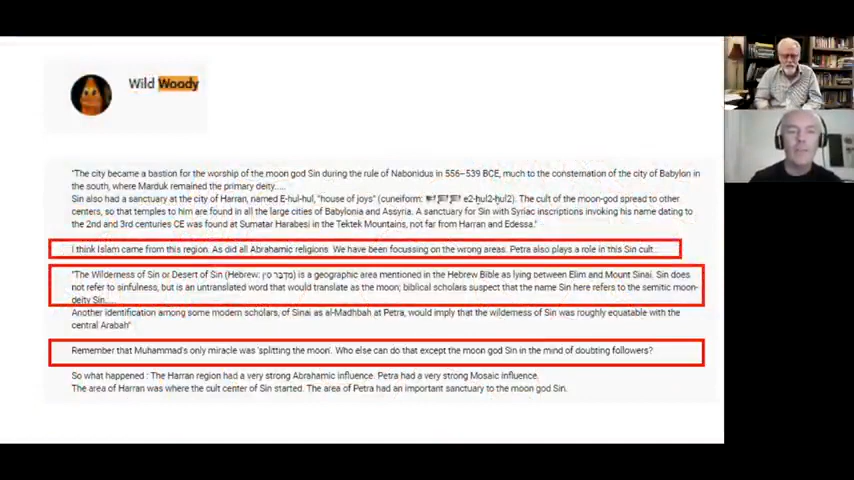 Wild Woody
"The city became a bastion for the worship of the moon god Sin during the rule of Nabonidus in 556–539 BCE, much to the consternation of the city of Babylon in
the south, where Marduk remained the primary deity.....
Sin also had a sanctuary at the city of Harran, named E-hul-hul, "house of joys" (cuneiform: e2-ḫul2-ḫul2). The cult of the moon-god spread to other
centers, so that temples to him are found in all the large cities of Babylonia and Assyria. A sanctuary for Sin with Syriac inscriptions invoking his name dating to
the 2nd and 3rd centuries CE was found at Sumatar Harabesi in the Tektek Mountains, not far from Harran and Edessa."
I think Islam came from this region. As did all Abrahamic religions. We have been focussing on the wrong areas. Petra also plays a role in this Sin cult...
"The Wilderness of Sin or Desert of Sin (Hebrew: מִדְבַּר סִין) is a geographic area mentioned in the Hebrew Bible as lying between Elim and Mount Sinai. Sin does
not refer to sinfulness, but is an untranslated word that would translate as the moon; biblical scholars suspect that the name Sin here refers to the semitic moon-
deity Sin.....
Another identification among some modern scholars, of Sinai as al-Madhbah at Petra, would imply that the wilderness of Sin was roughly equatable with the
central Arabah"
Remember that Muhammad's only miracle was 'splitting the moon'. Who else can do that except the moon god Sin in the mind of doubting followers?
So what happened : The Harran region had a very strong Abrahamic influence. Petra had a very strong Mosaic influence.
The area of Harran was where the cult center of Sin started. The area of Petra had an important sanctuary to the moon god Sin.